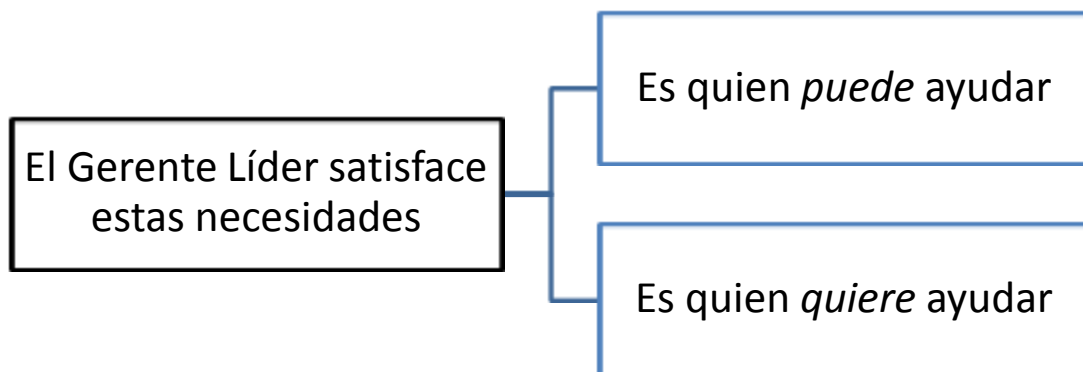 El Gerente Líder satisface
estas necesidades
Es quien puede ayudar
Es quien quiere ayudar